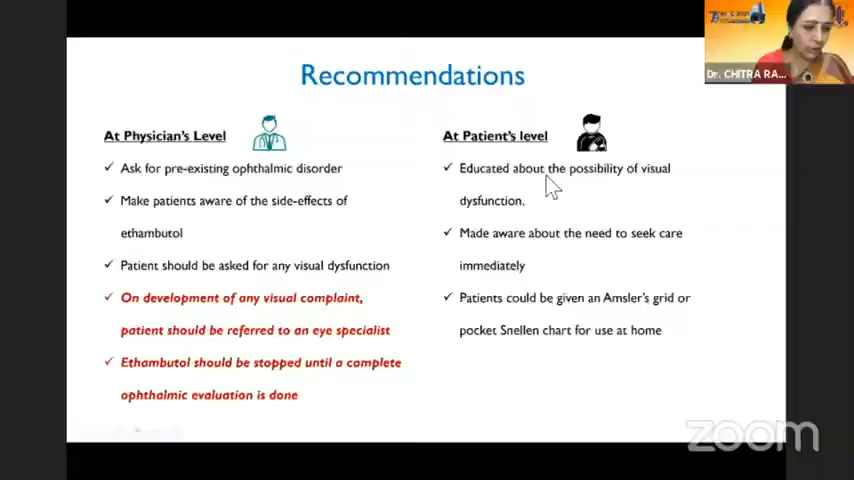 Recommendations
At Physician's Level
✓ Ask for pre-existing ophthalmic disorder
✓ Make patients aware of the side-effects of
ethambutol
✓ Patient should be asked for any visual dysfunction
✓ On development of any visual complaint,
patient should be referred to an eye specialist
✓ Ethambutol should be stopped until a complete
ophthalmic evaluation is done
At Patient's level
✓ Educated about the possibility of visual
dysfunction.
✓ Made aware about the need to seek care
immediately
✓ Patients could be given an Amsler's grid or
pocket Snellen chart for use at home
Dr. CHITRA RA...
zoom